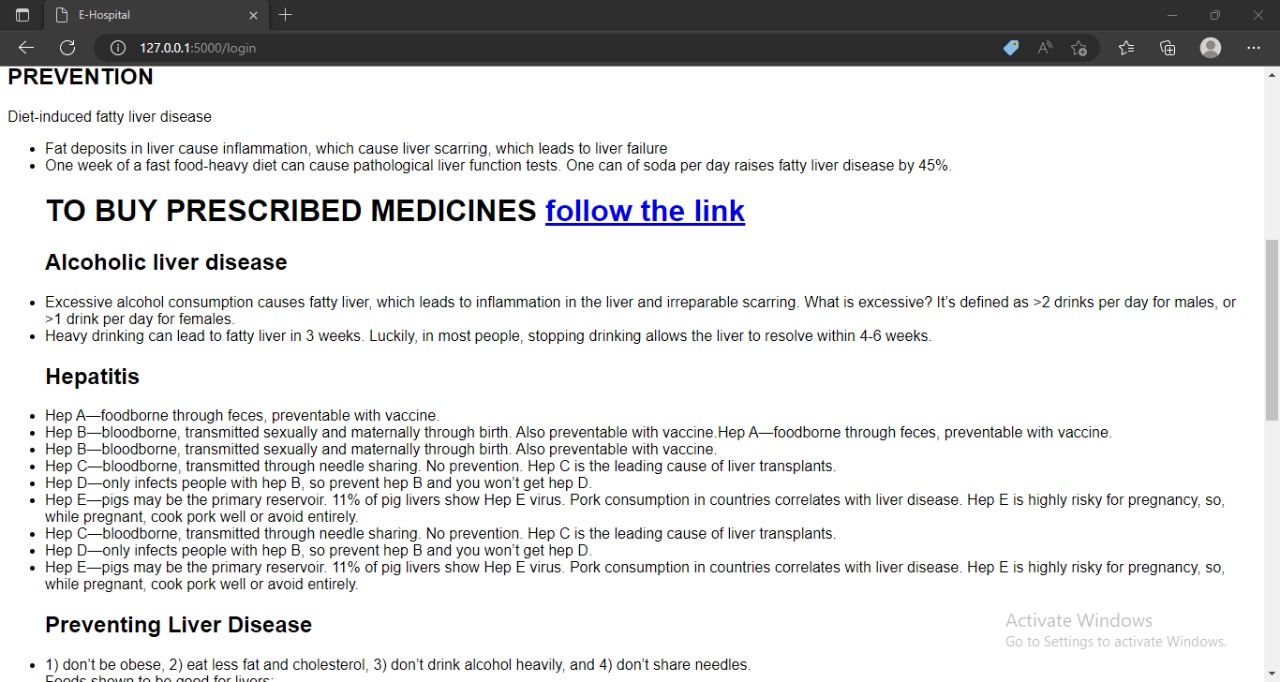 E-Hospital
127.0.0.1:5000/login
PREVENTION
Diet-induced fatty liver disease
• Fat deposits in liver cause inflammation, which cause liver scarring, which leads to liver failure
• One week of a fast food-heavy diet can cause pathological liver function tests. One can of soda per day raises fatty liver disease by 45%.
TO BUY PRESCRIBED MEDICINES follow the link
Alcoholic liver disease
• Excessive alcohol consumption causes fatty liver, which leads to inflammation in the liver and irreparable scarring. What is excessive? It's defined as >2 drinks per day for males, or
>1 drink per day for females.
• Heavy drinking can lead to fatty liver in 3 weeks. Luckily, in most people, stopping drinking allows the liver to resolve within 4-6 weeks.
Hepatitis
• Hep A—foodborne through feces, preventable with vaccine.
• Hep B—bloodborne, transmitted sexually and maternally through birth. Also preventable with vaccine.Hep A—foodborne through feces, preventable with vaccine.
• Hep B—bloodborne, transmitted sexually and maternally through birth. Also preventable with vaccine.
• Hep C—bloodborne, transmitted through needle sharing. No prevention. Hep C is the leading cause of liver transplants.
• Hep D—only infects people with hep B, so prevent hep B and you won't get hep D.
• Hep E—pigs may be the primary reservoir. 11% of pig livers show Hep E virus. Pork consumption in countries correlates with liver disease. Hep E is highly risky for pregnancy, so,
while pregnant, cook pork well or avoid entirely.
• Hep C—bloodborne, transmitted through needle sharing. No prevention. Hep C is the leading cause of liver transplants.
• Hep D—only infects people with hep B, so prevent hep B and you won't get hep D.
• Hep E—pigs may be the primary reservoir. 11% of pig livers show Hep E virus. Pork consumption in countries correlates with liver disease. Hep E is highly risky for pregnancy, so,
while pregnant, cook pork well or avoid entirely.
Preventing Liver Disease
• 1) don't be obese, 2) eat less fat and cholesterol, 3) don't drink alcohol heavily, and 4) don't share needles.
Foods shown to be good for livers:
Activate Windows
Go to Settings to activate Windows.